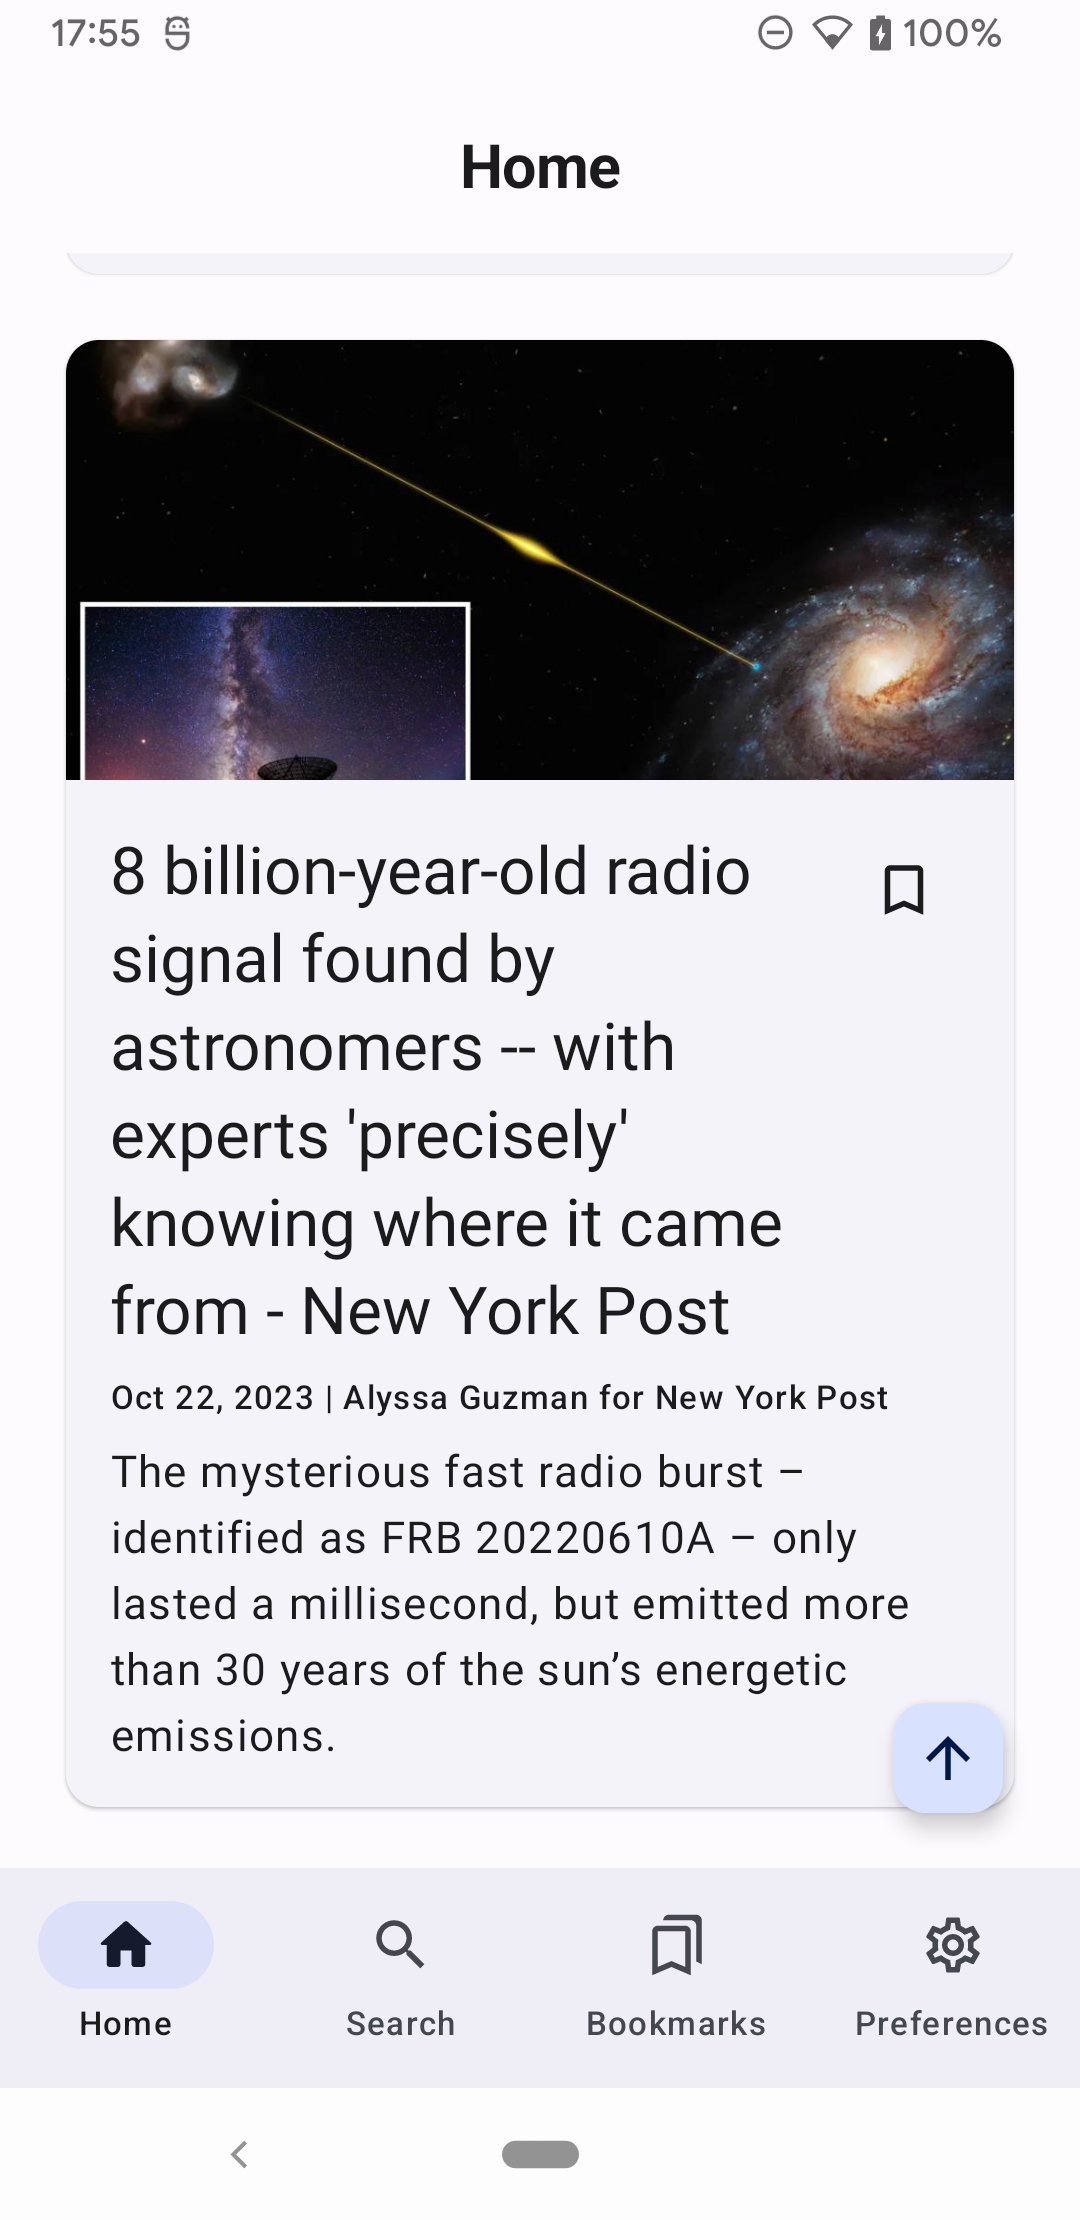 17:55
100%
Home
8 billion-year-old radio
signal found by
astronomers -- with
experts 'precisely'
knowing where it came
from - New York Post
Oct 22, 2023 | Alyssa Guzman for New York Post
The mysterious fast radio burst –
identified as FRB 20220610A – only
lasted a millisecond, but emitted more
than 30 years of the sun’s energetic
emissions.
Home
Search
Bookmarks
Preferences